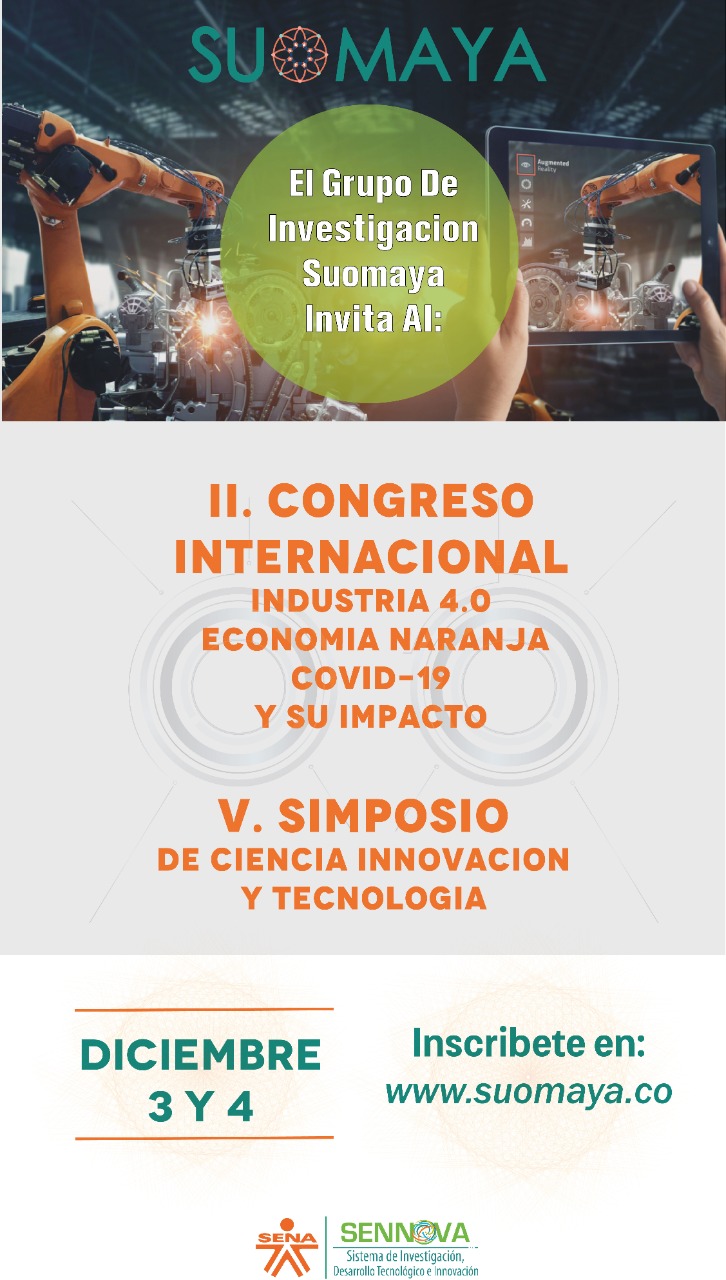 SUOMAYA
El Grupo De
Investigacion
Suomaya
Invita Al:
Augmented
Reality
II. CONGRESO
INTERNACIONAL
INDUSTRIA 4.0
ECONOMIA NARANJA
COVID-19
Y SU IMPACTO
V. SIMPOSIO
DE CIENCIA INNOVACION
Y TECNOLOGIA
DICIEMBRE
3 Y 4
Inscribete en:
www.suomaya.co
SENA
SENNOVA
Sistema de Investigación,
Desarrollo Tecnológico e Innovación